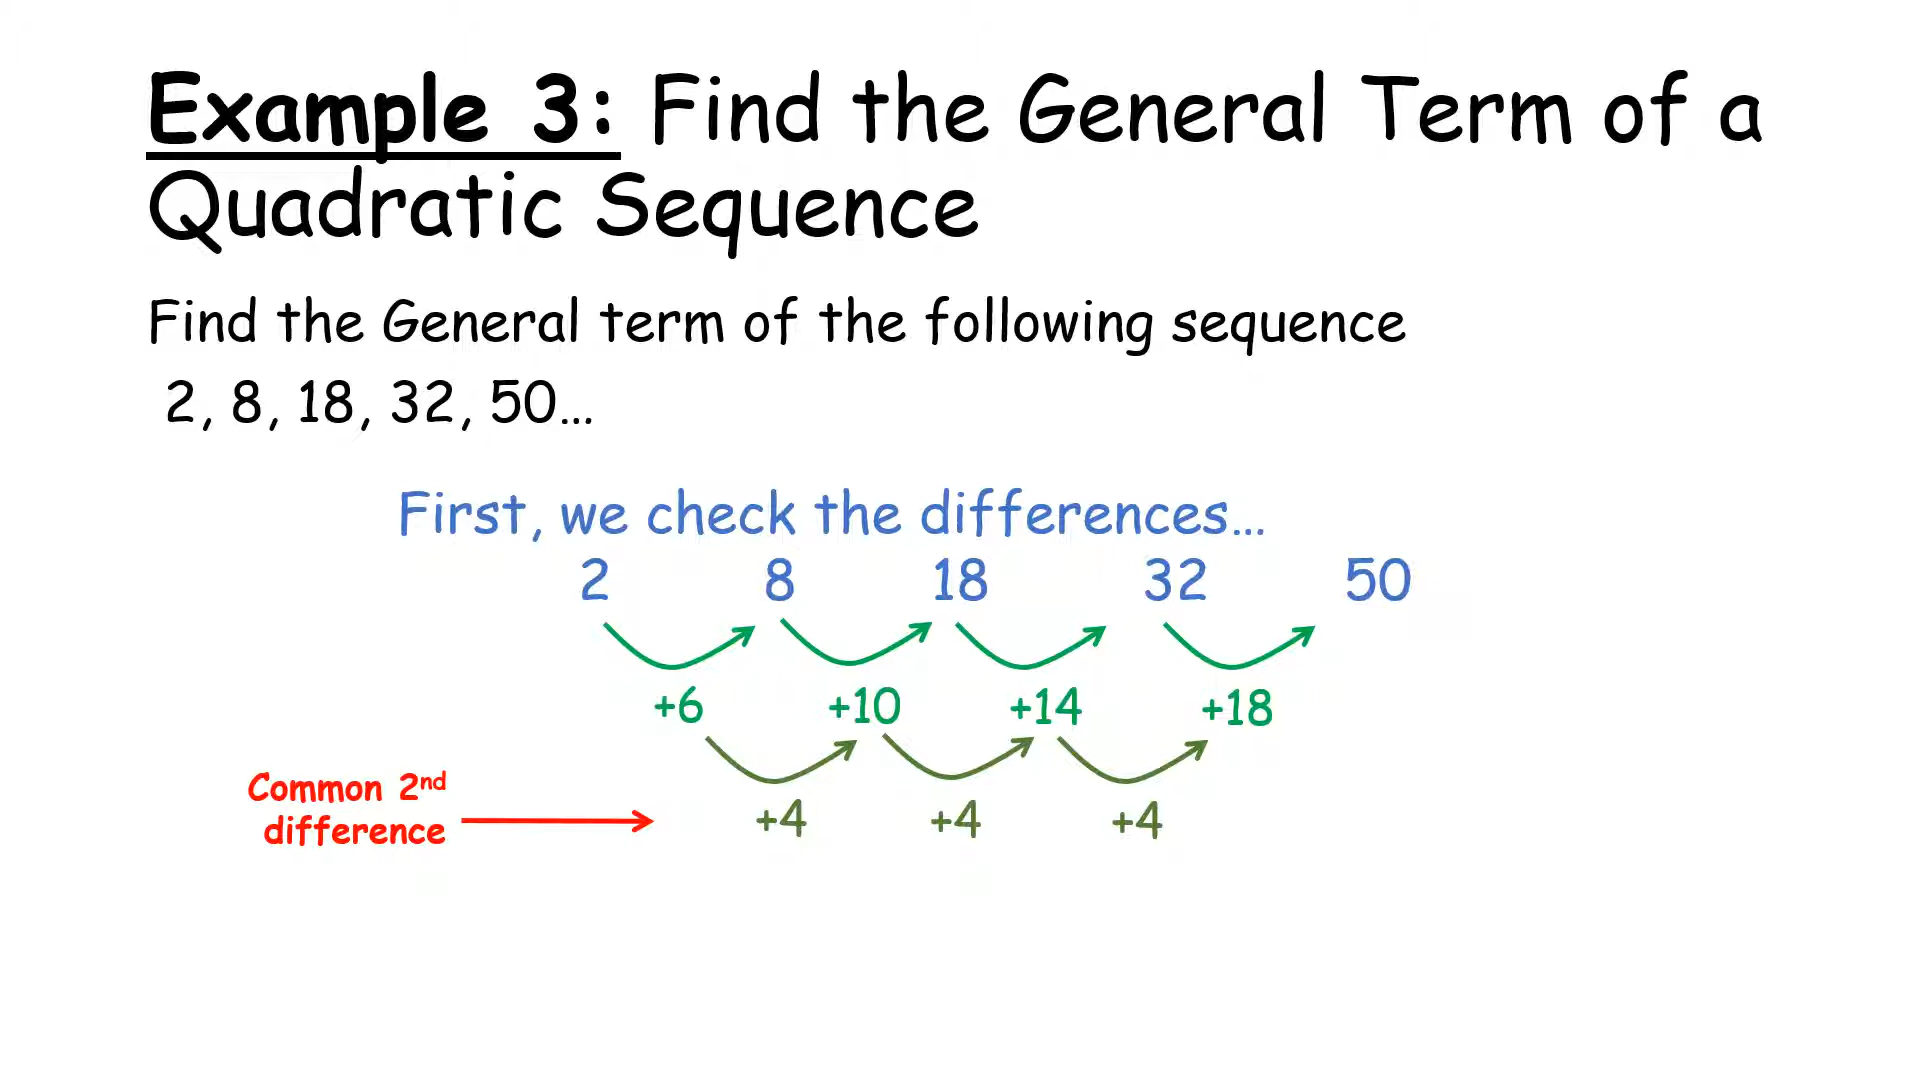 Example 3: Find the General Term of a
Quadratic Sequence
Find the General term of the following sequence
2, 8, 18, 32, 50...
First, we check the differences...
2 8 18 32 50
+6 +10 +14 +18
Common 2nd
difference
+4 +4 +4